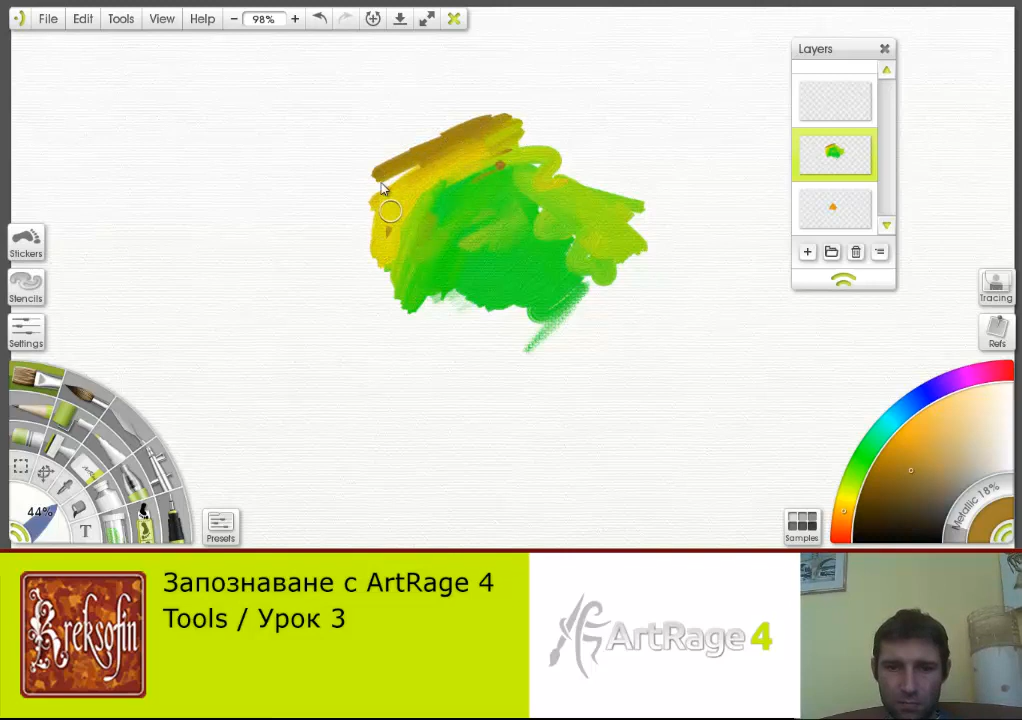 File Edit Tools View Help − 98% +
Layers
Stickers
Stencils
Settings
Tracing
Refs
44%
T
Presets
Samples
Metallic 18%
Kreksofin
Запознаване с ArtRage 4
Tools / Урок 3
ArtRage 4